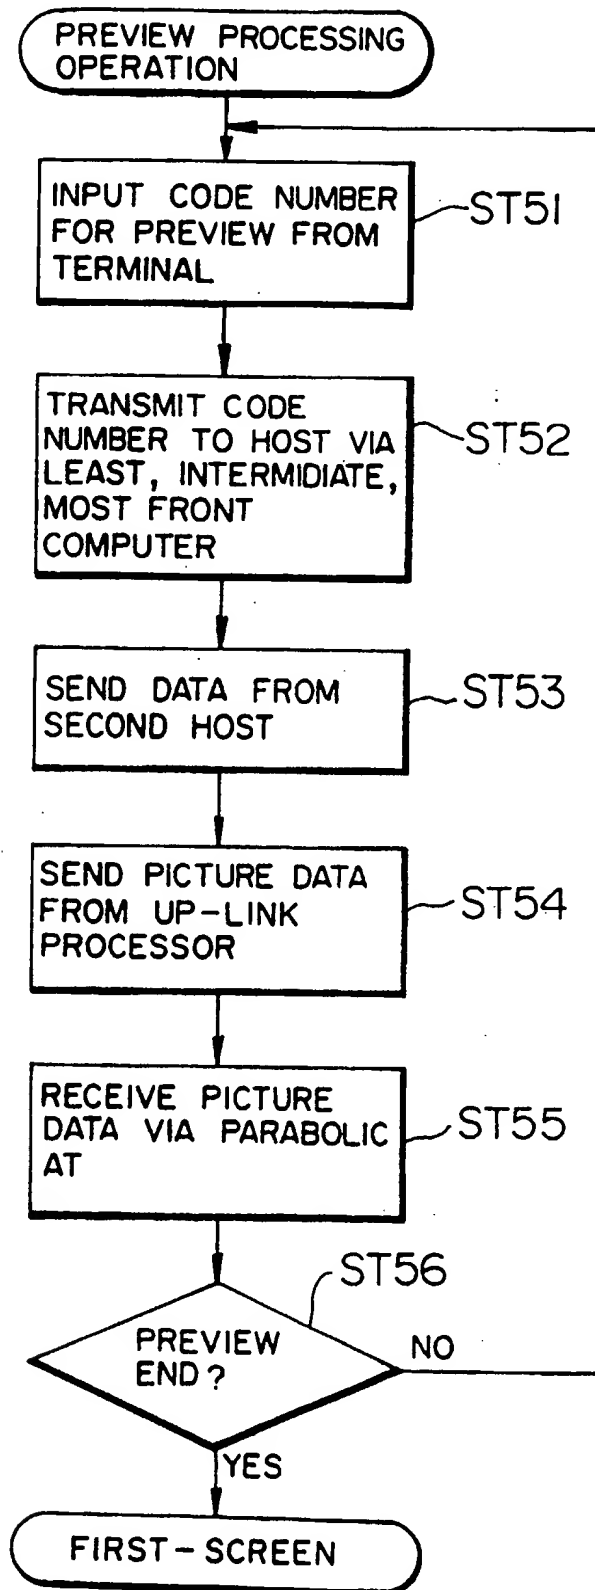 PREVIEW PROCESSING
OPERATION
INPUT CODE NUMBER
FOR PREVIEW FROM
TERMINAL
ST51
TRANSMIT CODE
NUMBER TO HOST VIA
LEAST, INTERMIDIATE,
MOST FRONT
COMPUTER
ST52
SEND DATA FROM
SECOND HOST
ST53
SEND PICTURE DATA
FROM UP-LINK
PROCESSOR
ST54
RECEIVE PICTURE
DATA VIA PARABOLIC
AT
ST55
ST56
PREVIEW
END?
NO
YES
FIRST-SCREEN